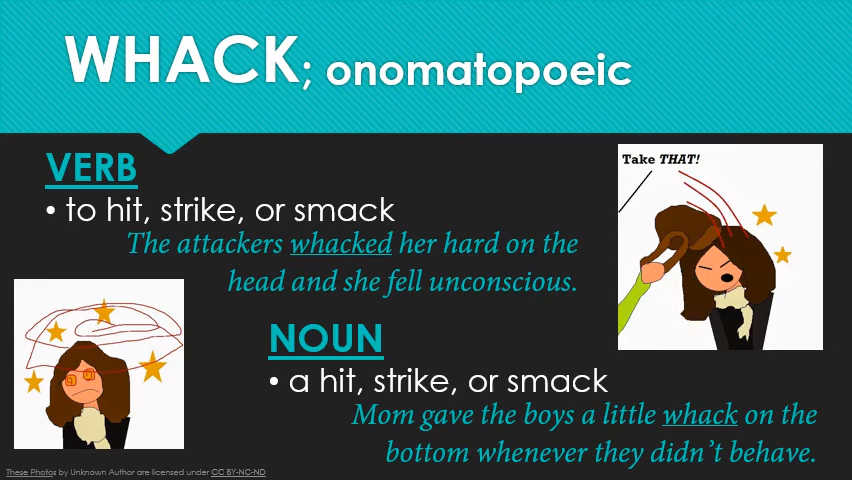 WHACK; onomatopoeic
VERB
• to hit, strike, or smack
The attackers whacked her hard on the
head and she fell unconscious.
Take THAT!
NOUN
• a hit, strike, or smack
Mom gave the boys a little whack on the
bottom whenever they didn't behave.
These Photos by Unknown Author are licensed under CC BY-NC-ND